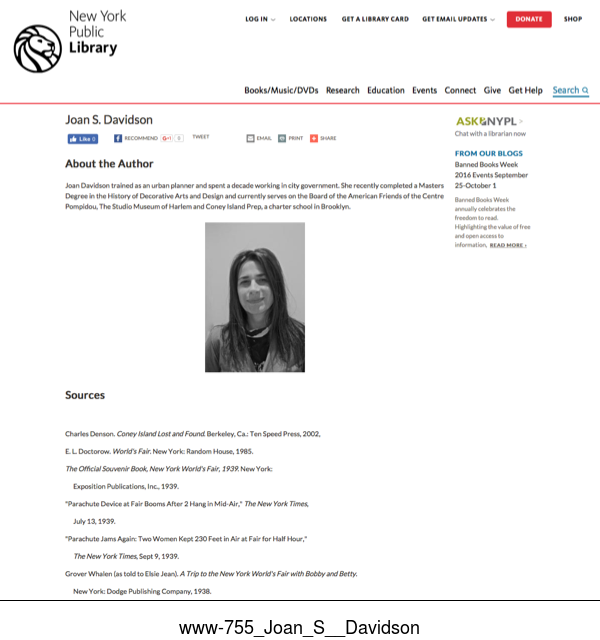 New York
Public
Library
LOG IN LOCATIONS GET A LIBRARY CARD GET EMAIL UPDATES DONATE SHOP
Books/Music/DVDs Research Education Events Connect Give Get Help Search
Joan S. Davidson
Like 0 RECOMMEND G+1 0 TWEET EMAIL PRINT SHARE
About the Author
Joan Davidson trained as an urban planner and spent a decade working in city government. She recently completed a Masters
Degree in the History of Decorative Arts and Design and currently serves on the Board of the American Friends of the Centre
Pompidou, The Studio Museum of Harlem and Coney Island Prep, a charter school in Brooklyn.
ASK NYPL >
Chat with a librarian now
FROM OUR BLOGS
Banned Books Week
2016 Events September
25-October 1
Banned Books Week
annually celebrates the
freedom to read.
Highlighting the value of free
and open access to
information, READ MORE ›
Sources
Charles Denson. Coney Island Lost and Found. Berkeley, Ca.: Ten Speed Press, 2002,
E. L. Doctorow. World's Fair. New York: Random House, 1985.
The Official Souvenir Book, New York World's Fair, 1939. New York:
Exposition Publications, Inc., 1939.
"Parachute Device at Fair Booms After 2 Hang in Mid-Air," The New York Times,
July 13, 1939.
"Parachute Jams Again: Two Women Kept 230 Feet in Air at Fair for Half Hour,"
The New York Times, Sept 9, 1939.
Grover Whalen (as told to Elsie Jean). A Trip to the New York World's Fair with Bobby and Betty.
New York: Dodge Publishing Company, 1938.
www-755_Joan_S__Davidson